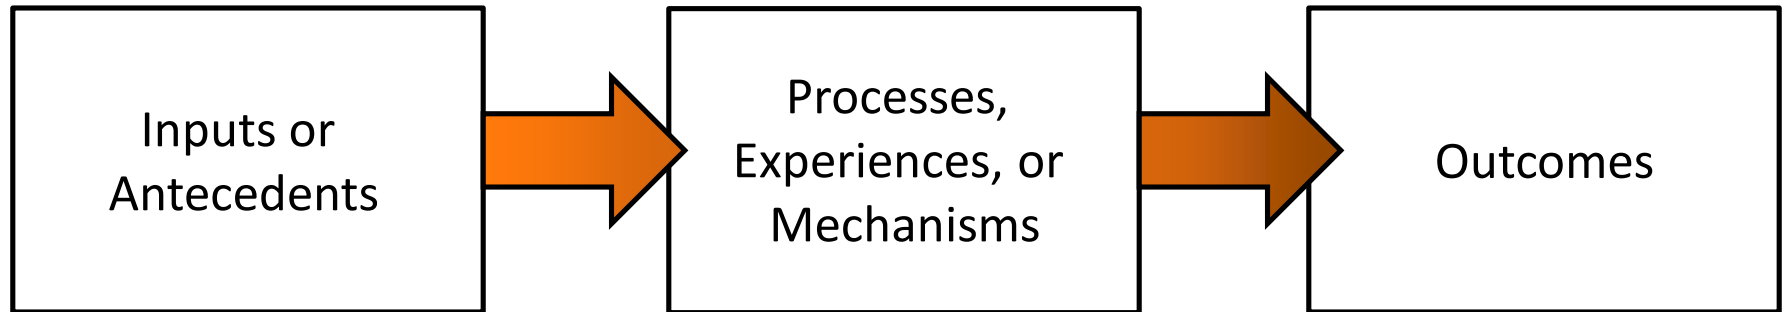 Inputs or
Antecedents
Processes,
Experiences, or
Mechanisms
Outcomes